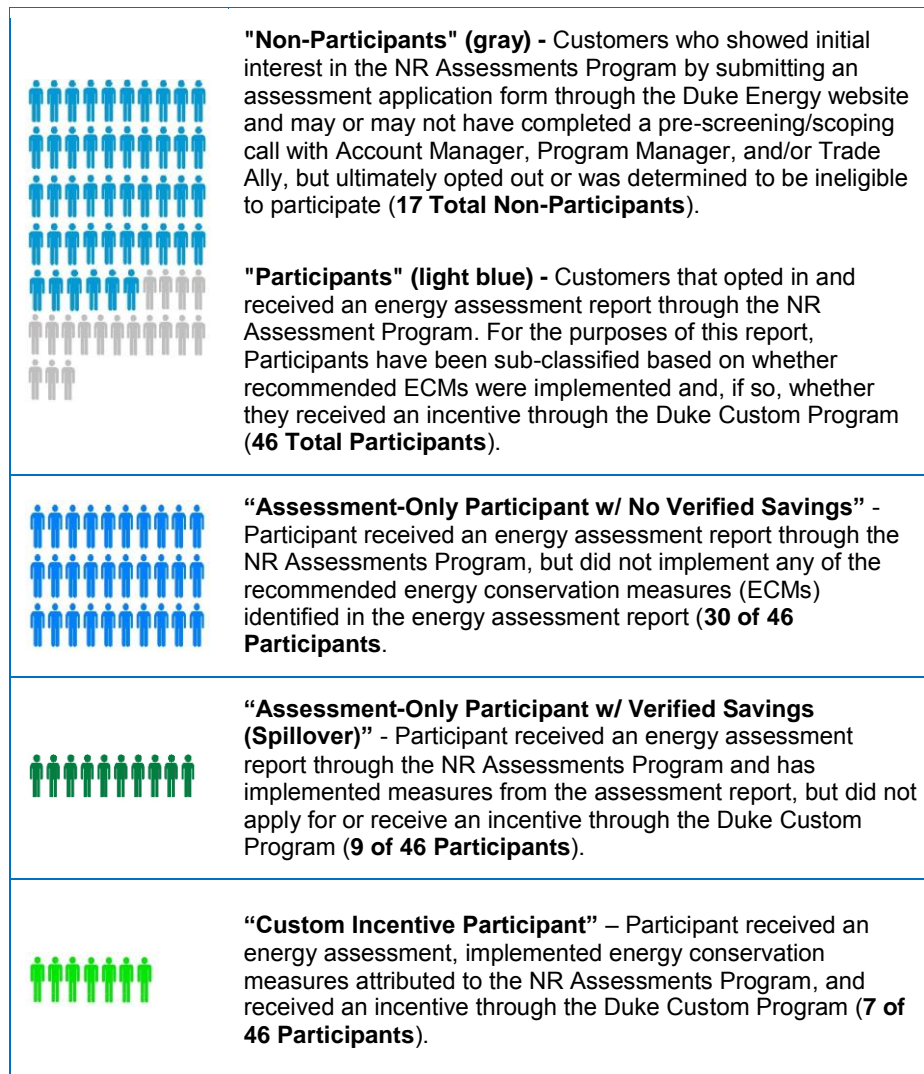 "Non-Participants" (gray) - Customers who showed initial
interest in the NR Assessments Program by submitting an
assessment application form through the Duke Energy website
and may or may not have completed a pre-screening/scoping
call with Account Manager, Program Manager, and/or Trade
Ally, but ultimately opted out or was determined to be ineligible
to participate (17 Total Non-Participants).
"Participants" (light blue) - Customers that opted in and
received an energy assessment report through the NR
Assessment Program. For the purposes of this report,
Participants have been sub-classified based on whether
recommended ECMs were implemented and, if so, whether
they received an incentive through the Duke Custom Program
(46 Total Participants).
“Assessment-Only Participant w/ No Verified Savings” -
Participant received an energy assessment report through the
NR Assessments Program, but did not implement any of the
recommended energy conservation measures (ECMs)
identified in the energy assessment report (30 of 46
Participants.
“Assessment-Only Participant w/ Verified Savings
(Spillover)” - Participant received an energy assessment
report through the NR Assessments Program and has
implemented measures from the assessment report, but did not
apply for or receive an incentive through the Duke Custom
Program (9 of 46 Participants).
“Custom Incentive Participant” – Participant received an
energy assessment, implemented energy conservation
measures attributed to the NR Assessments Program, and
received an incentive through the Duke Custom Program (7 of
46 Participants).